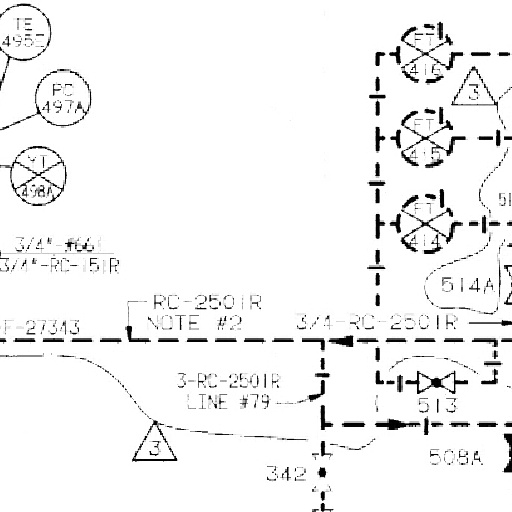 TE
495C
FT
416
3
PC
497A
FT
415
YT
498A
FT
414
3/4"-#661
3/4"-RC-151R
514A
RC-2501R
NOTE #2
3/4-RC-2501R
F-27343
3-RC-2501R
LINE #79
513
3
508A
342